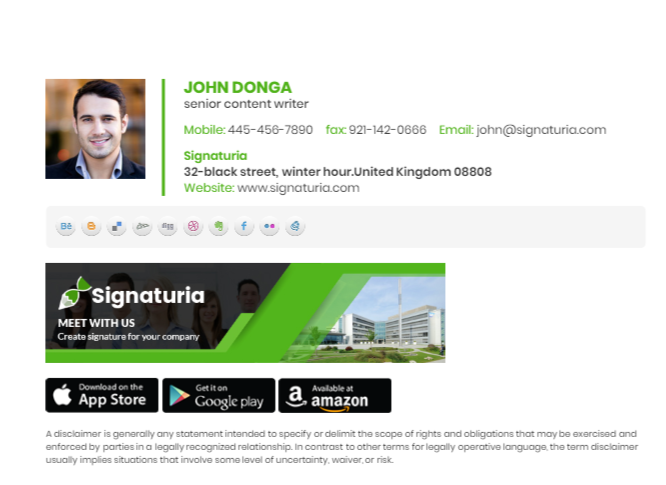 JOHN DONGA
senior content writer
Mobile: 445-456-7890 fax: 921-142-0666 Email: john@signaturia.com
Signaturia
32-black street, winter hour.United Kingdom 08808
Website: www.signaturia.com
Bē
digg
f
Signaturia
MEET WITH US
Create signature for your company
Download on the
App Store
Get it on
Google play
Available at
amazon
A disclaimer is generally any statement intended to specify or delimit the scope of rights and obligations that may be exercised and
enforced by parties in a legally recognized relationship. In contrast to other terms for legally operative language, the term disclaimer
usually implies situations that involve some level of uncertainty, waiver, or risk.